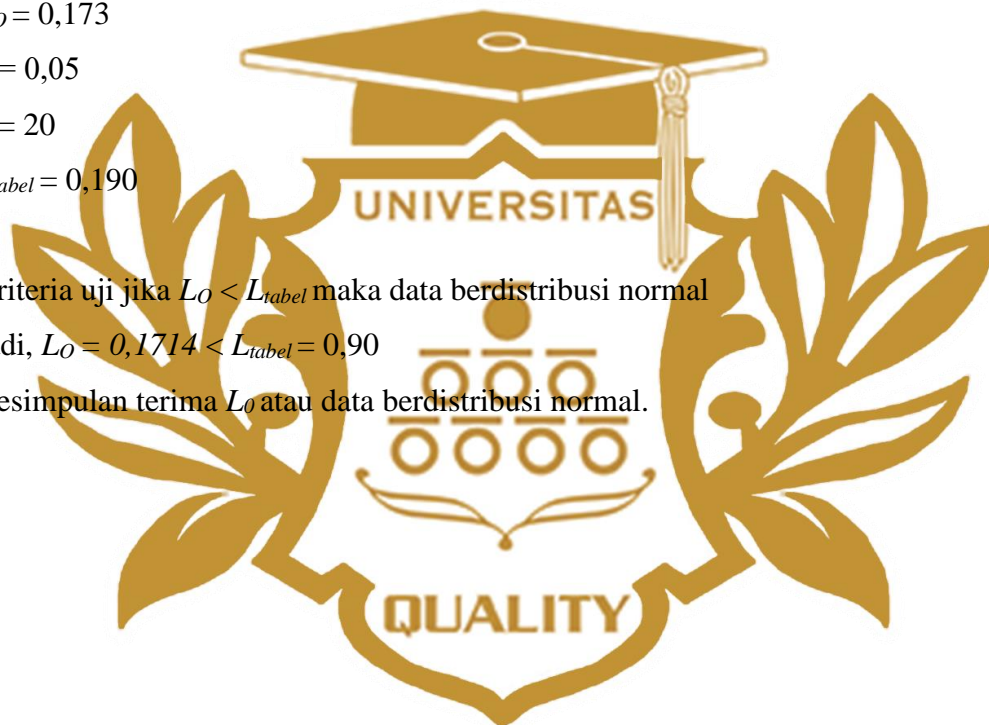 O = 0,173
= 0,05
= 20
tabel = 0,190
UNIVERSITAS
riteria uji jika LO < Ltabel maka data berdistribusi normal
di, LO = 0,1714 < Ltabel = 0,90
esimpulan terima L0 atau data berdistribusi normal.
QUALITY